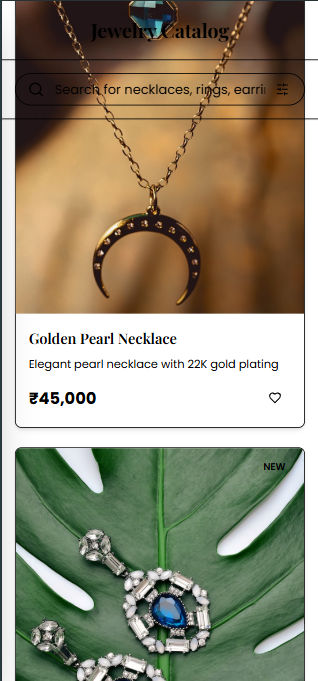 Jewelry Catalog
Search for necklaces, rings, earri
Golden Pearl Necklace
Elegant pearl necklace with 22K gold plating
₹45,000
NEW